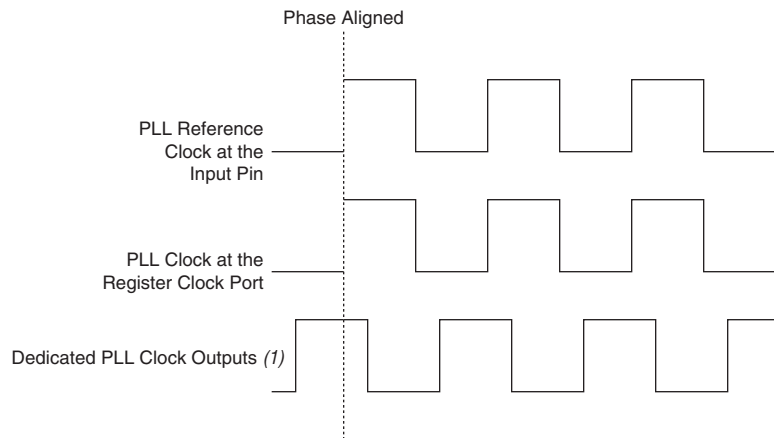 Phase Aligned
PLL Reference
Clock at the
Input Pin
PLL Clock at the
Register Clock Port
Dedicated PLL Clock Outputs (1)